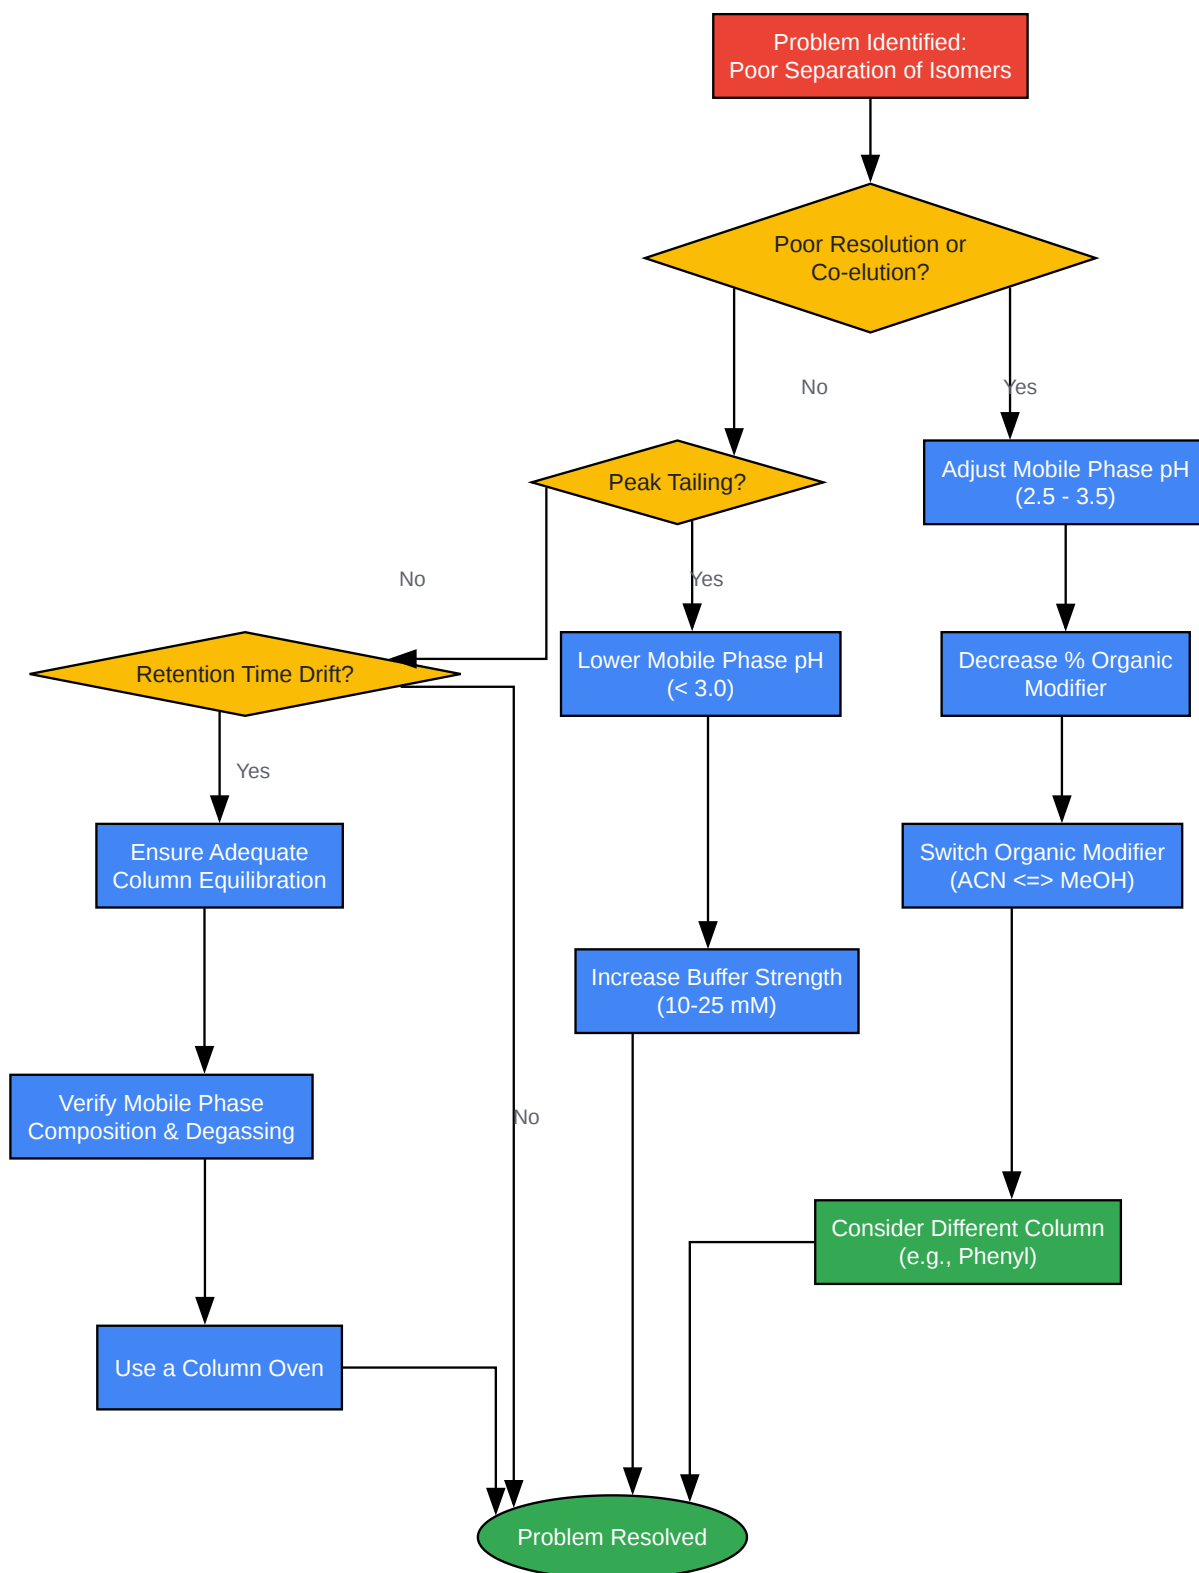 Problem Identified:
Poor Separation of Isomers
Poor Resolution or
Co-elution?
No
Yes
Peak Tailing?
Adjust Mobile Phase pH
(2.5 - 3.5)
No
Yes
Retention Time Drift?
Lower Mobile Phase pH
(< 3.0)
Decrease % Organic
Modifier
Yes
Ensure Adequate
Column Equilibration
Switch Organic Modifier
(ACN <=> MeOH)
Increase Buffer Strength
(10-25 mM)
Verify Mobile Phase
Composition & Degassing
No
Consider Different Column
(e.g., Phenyl)
Use a Column Oven
Problem Resolved